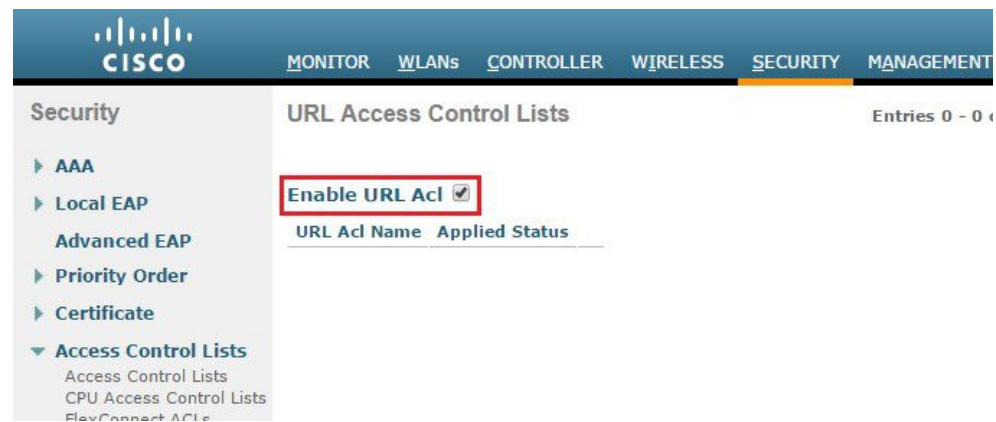 CISCO
MONITOR WLANs CONTROLLER WIRELESS SECURITY MANAGEMENT
Security
AAA
Local EAP
Advanced EAP
Priority Order
Certificate
Access Control Lists
Access Control Lists
CPU Access Control Lists
FlexConnect ACLs
URL Access Control Lists
Entries 0 - 0
Enable URL Acl
URL Acl Name Applied Status